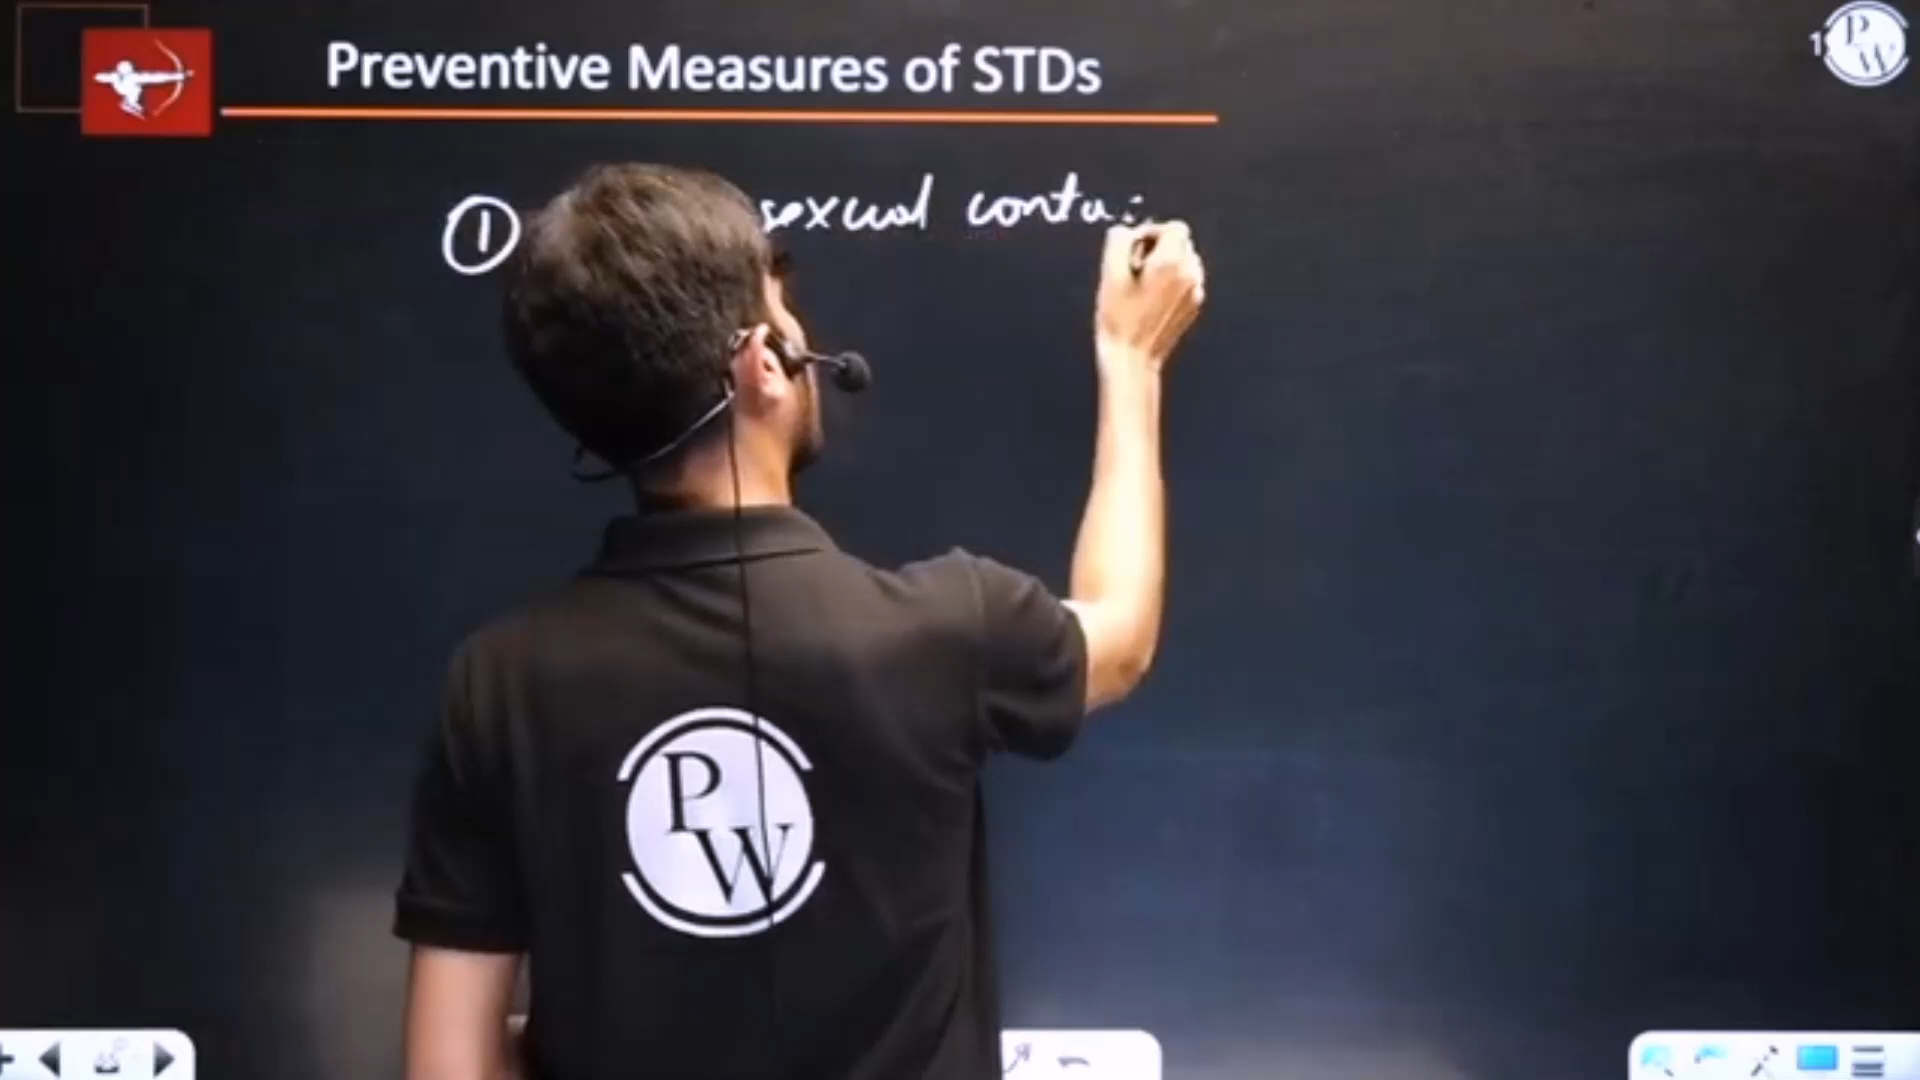 Preventive Measures of STDs
P
W
① sexual conta
P
W